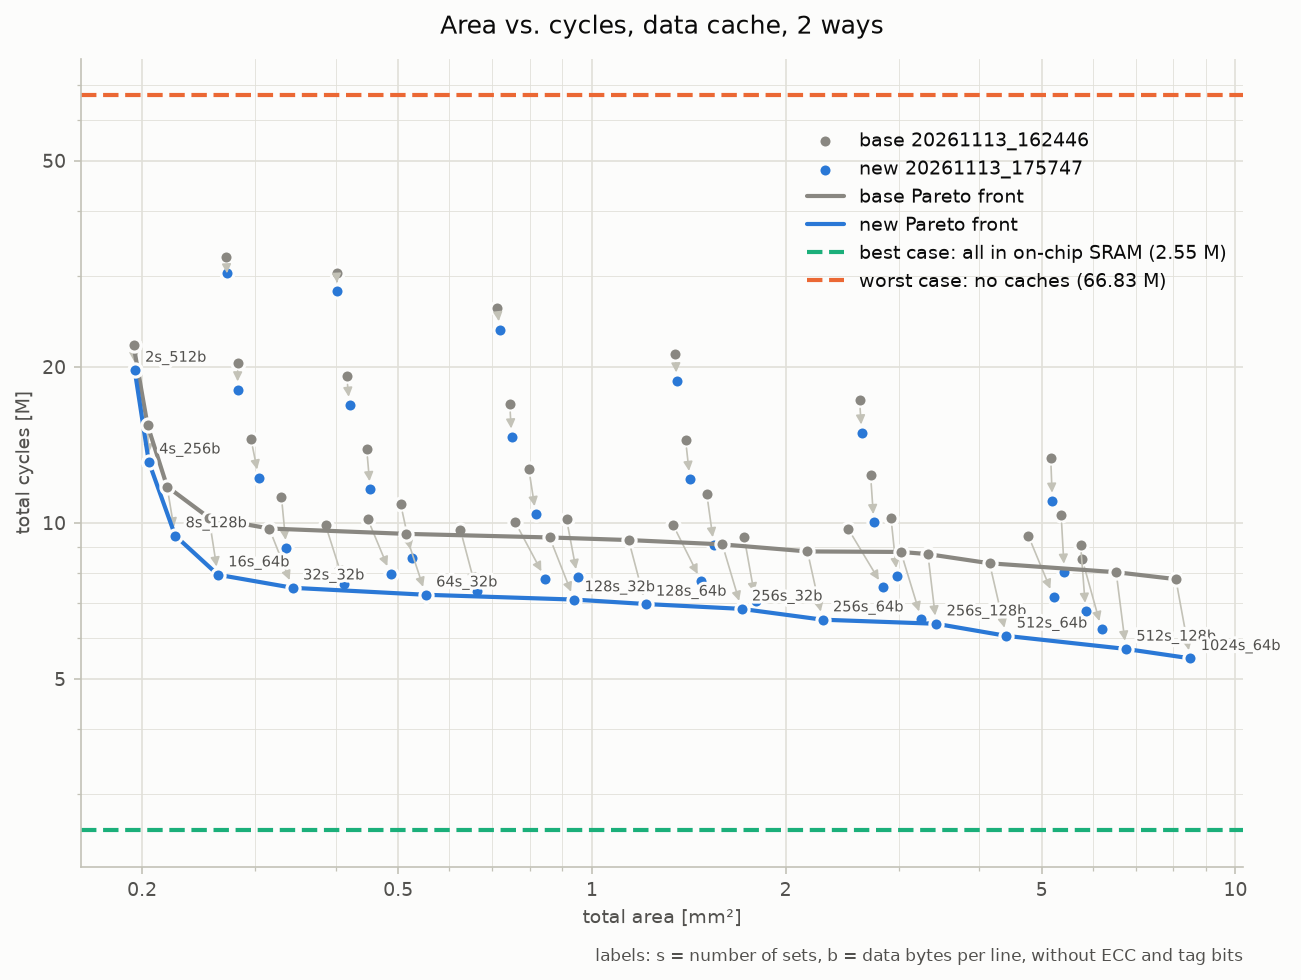 Area vs. cycles, data cache, 2 ways
base 20261113_162446
new 20261113_175747
base Pareto front
new Pareto front
best case: all in on-chip SRAM (2.55 M)
worst case: no caches (66.83 M)
total cycles [M]
50
20
10
5
2s_512b
4s_256b
8s_128b
16s_64b
32s_32b
64s_32b
128s_32b
128s_64b
256s_32b
256s_64b
256s_128b
512s_64b
512s_128b
1024s_64b
0.2
0.5
1
2
5
10
total area [mm²]
labels: s = number of sets, b = data bytes per line, without ECC and tag bits